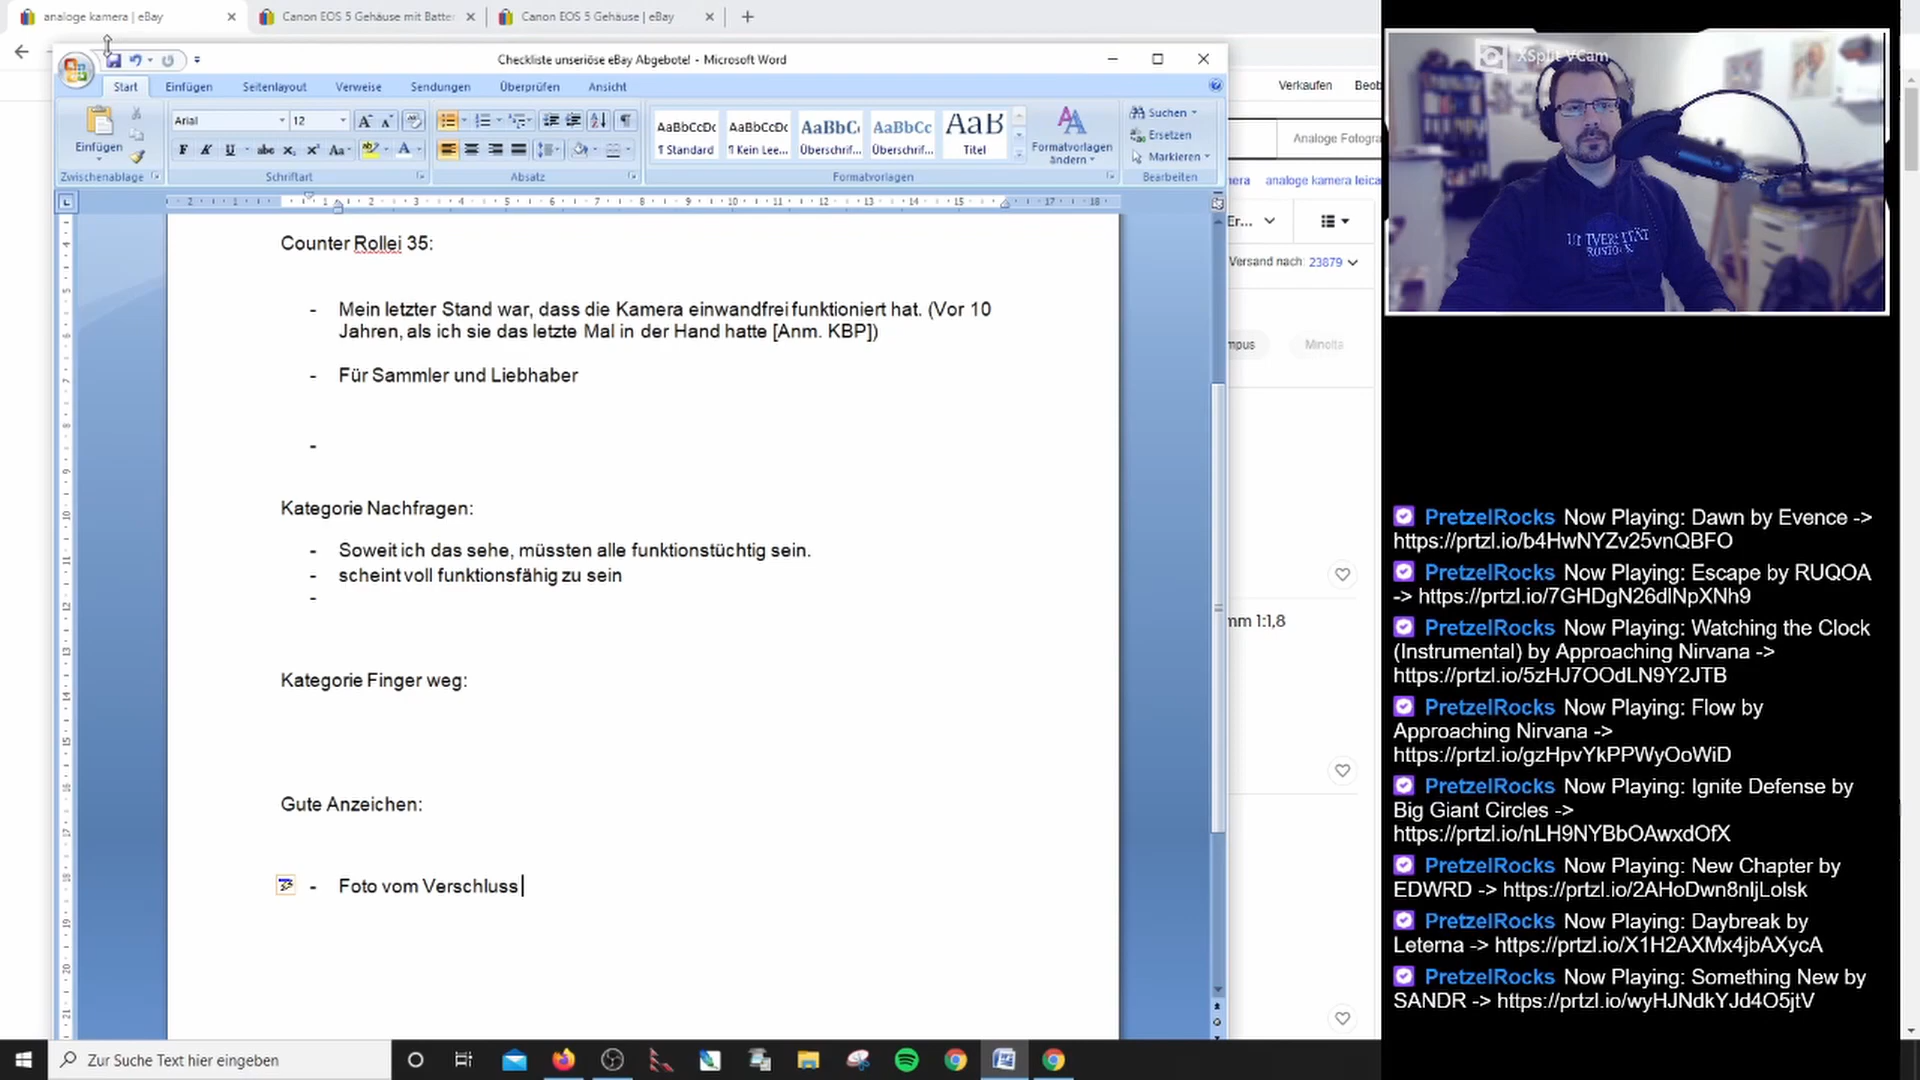 analoge kamera | eBay
Canon EOS 5 Gehäuse mit Batter
Canon EOS 5 Gehäuse | eBay
Checkliste unseriöse eBay Abgebote! - Microsoft Word
Start Einfügen Seitenlayout Verweise Sendungen Überprüfen Ansicht
Einfügen
Arial 12
AaBbCcDc AaBbCcDc AaBbC AaBbCc AaB
¶ Standard ¶ Kein Lee... Überschrif... Überschrif... Titel
Formatvorlagen ändern
Suchen
Ersetzen
Markieren
Zwischenablage Schriftart Absatz Formatvorlagen Bearbeiten
Counter Rollei 35:
- Mein letzter Stand war, dass die Kamera einwandfrei funktioniert hat. (Vor 10
Jahren, als ich sie das letzte Mal in der Hand hatte [Anm. KBP])
- Für Sammler und Liebhaber
-
Kategorie Nachfragen:
- Soweit ich das sehe, müssten alle funktionstüchtig sein.
- scheint voll funktionsfähig zu sein
-
Kategorie Finger weg:
Gute Anzeichen:
- Foto vom Verschluss
Verkaufen Beob
Analoge Fotogra
mera analoge kamera leica
Er...
Versand nach: 23879
mpus Minolta
mm 1:1,8
XSplit VCam
UNIVERSITÄT
ROSTOCK
PretzelRocks Now Playing: Dawn by Evence ->
https://prtzl.io/b4HwNYZv25vnQBFO
PretzelRocks Now Playing: Escape by RUQOA
-> https://prtzl.io/7GHDgN26dlNpXNh9
PretzelRocks Now Playing: Watching the Clock
(Instrumental) by Approaching Nirvana ->
https://prtzl.io/5zHJ7OOdLN9Y2JTB
PretzelRocks Now Playing: Flow by
Approaching Nirvana ->
https://prtzl.io/gzHpvYkPPWyOoWiD
PretzelRocks Now Playing: Ignite Defense by
Big Giant Circles ->
https://prtzl.io/nLH9NYBbOAwxdOfX
PretzelRocks Now Playing: New Chapter by
EDWRD -> https://prtzl.io/2AHoDwn8nIjLolsk
PretzelRocks Now Playing: Daybreak by
Leterna -> https://prtzl.io/X1H2AXMx4jbAXycA
PretzelRocks Now Playing: Something New by
SANDR -> https://prtzl.io/wyHJNdkYJd4O5jtV
Zur Suche Text hier eingeben